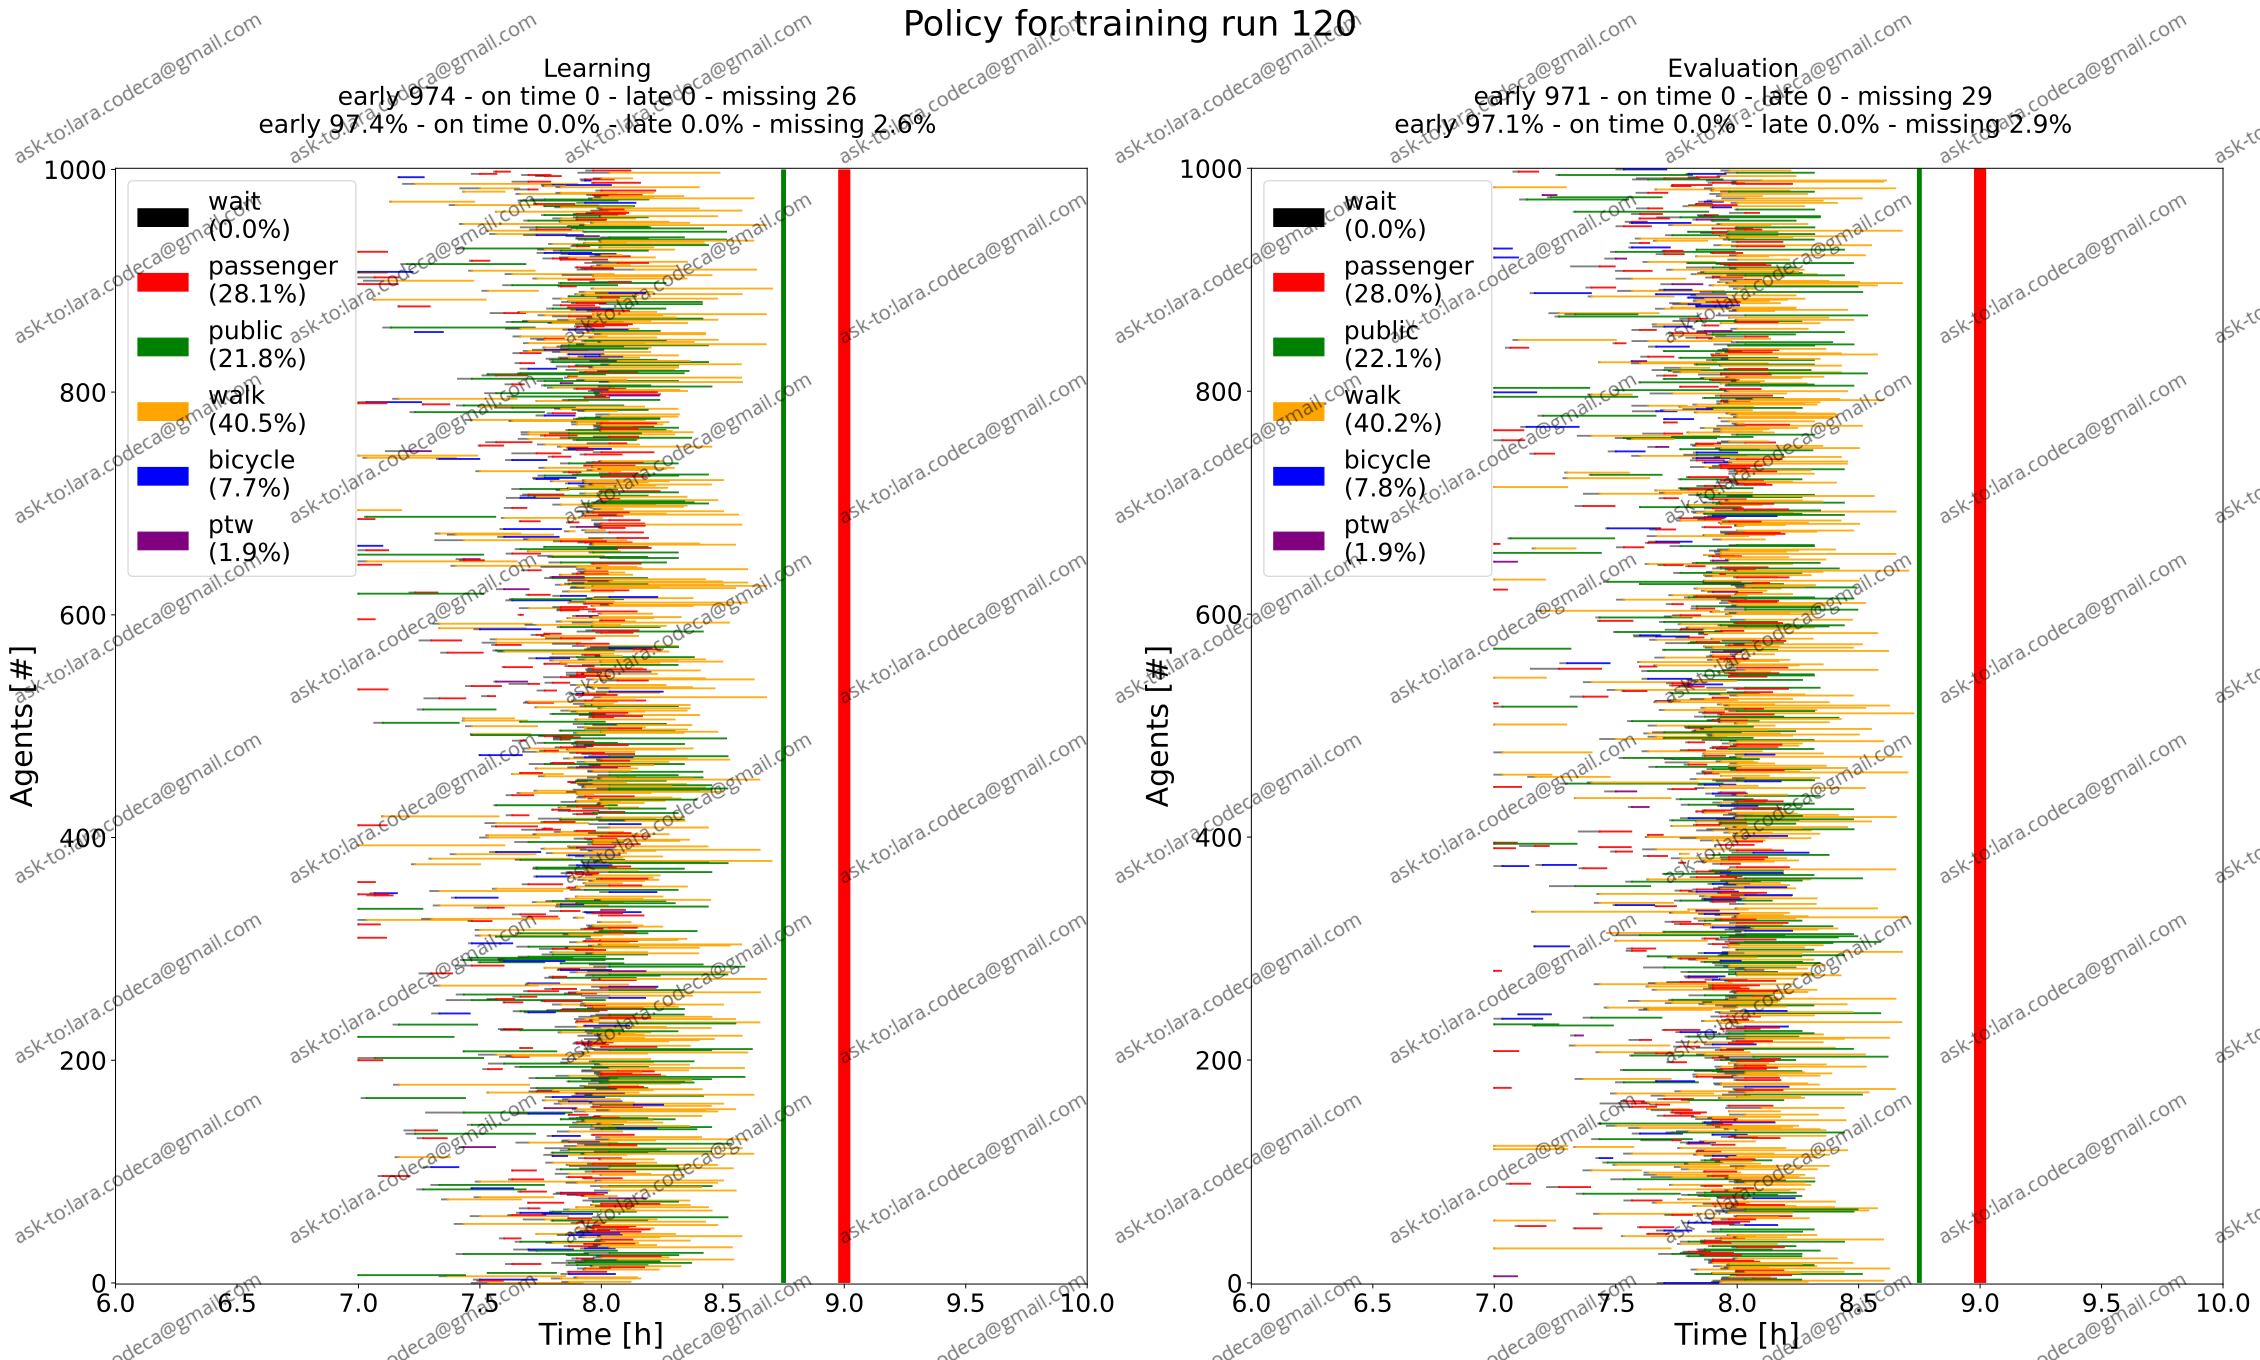 Policy for training run 120
Learning
early 974 - on time 0 - late 0 - missing 26
early 97.4% - on time 0.0% - late 0.0% - missing 2.6%
1000
800
600
400
200
0
Agents [#]
wait
(0.0%)
passenger
(28.1%)
public
(21.8%)
walk
(40.5%)
bicycle
(7.7%)
ptw
(1.9%)
6.0 6.5 7.0 7.5 8.0 8.5 9.0 9.5 10.0
Time [h]
Evaluation
early 971 - on time 0 - late 0 - missing 29
early 97.1% - on time 0.0% - late 0.0% - missing 2.9%
1000
800
600
400
200
0
Agents [#]
wait
(0.0%)
passenger
(28.0%)
public
(22.1%)
walk
(40.2%)
bicycle
(7.8%)
ptw
(1.9%)
6.0 6.5 7.0 7.5 8.0 8.5 9.0 9.5 10.0
Time [h]
ask-to:lara.codeca@gmail.com